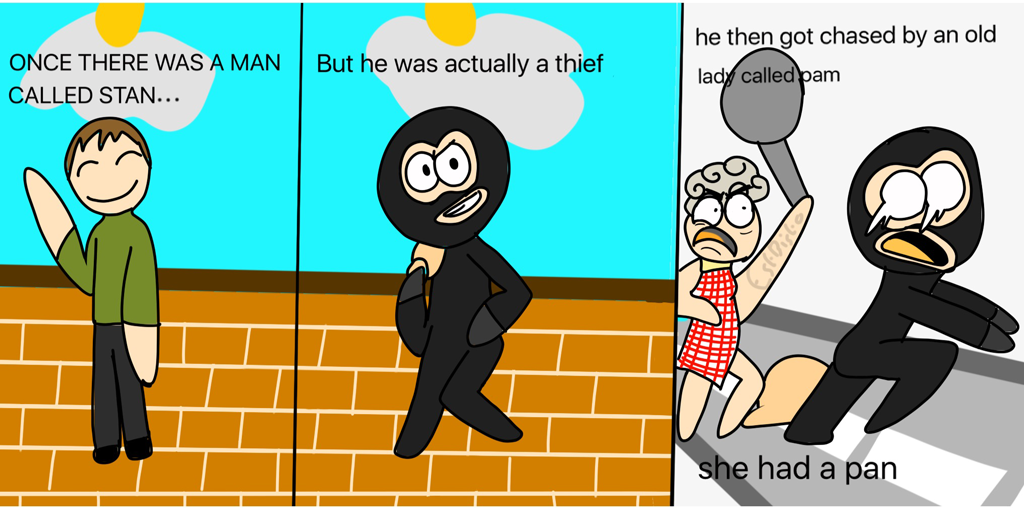 ONCE THERE WAS A MAN
CALLED STAN...
But he was actually a thief
he then got chased by an old
lady called pam
she had a pan